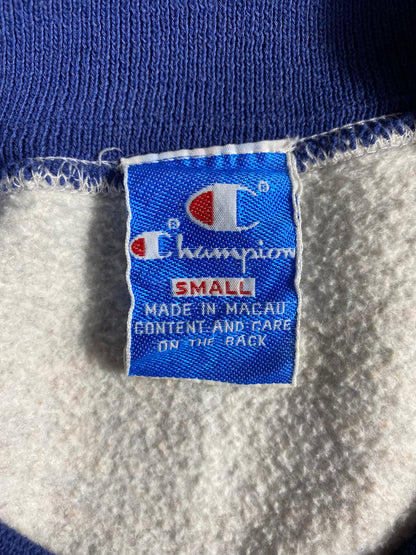 ®
® Champion
SMALL
MADE IN MACAU
CONTENT AND CARE
ON THE BACK